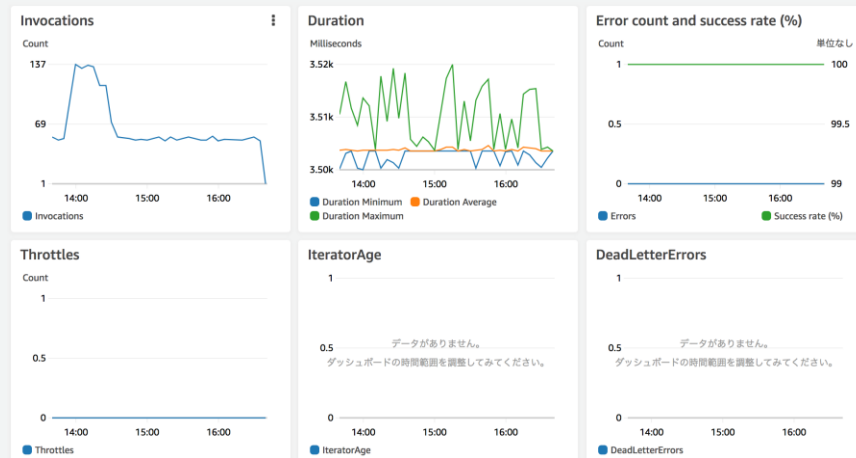 Invocations
Count
137
69
1
14:00
15:00
16:00
Invocations
Duration
Milliseconds
3.52k
3.51k
3.50k
14:00
15:00
16:00
Duration Minimum
Duration Average
Duration Maximum
Error count and success rate (%)
Count
単位なし
1
100
0.5
99.5
0
99
14:00
15:00
16:00
Errors
Success rate (%)
Throttles
Count
1
0.5
0
14:00
15:00
16:00
Throttles
IteratorAge
1
データがありません。
0.5
ダッシュボードの時間範囲を調整してみてください。
0
14:00
15:00
16:00
IteratorAge
DeadLetterErrors
1
データがありません。
0.5
ダッシュボードの時間範囲を調整してみてください。
0
14:00
15:00
16:00
DeadLetterErrors